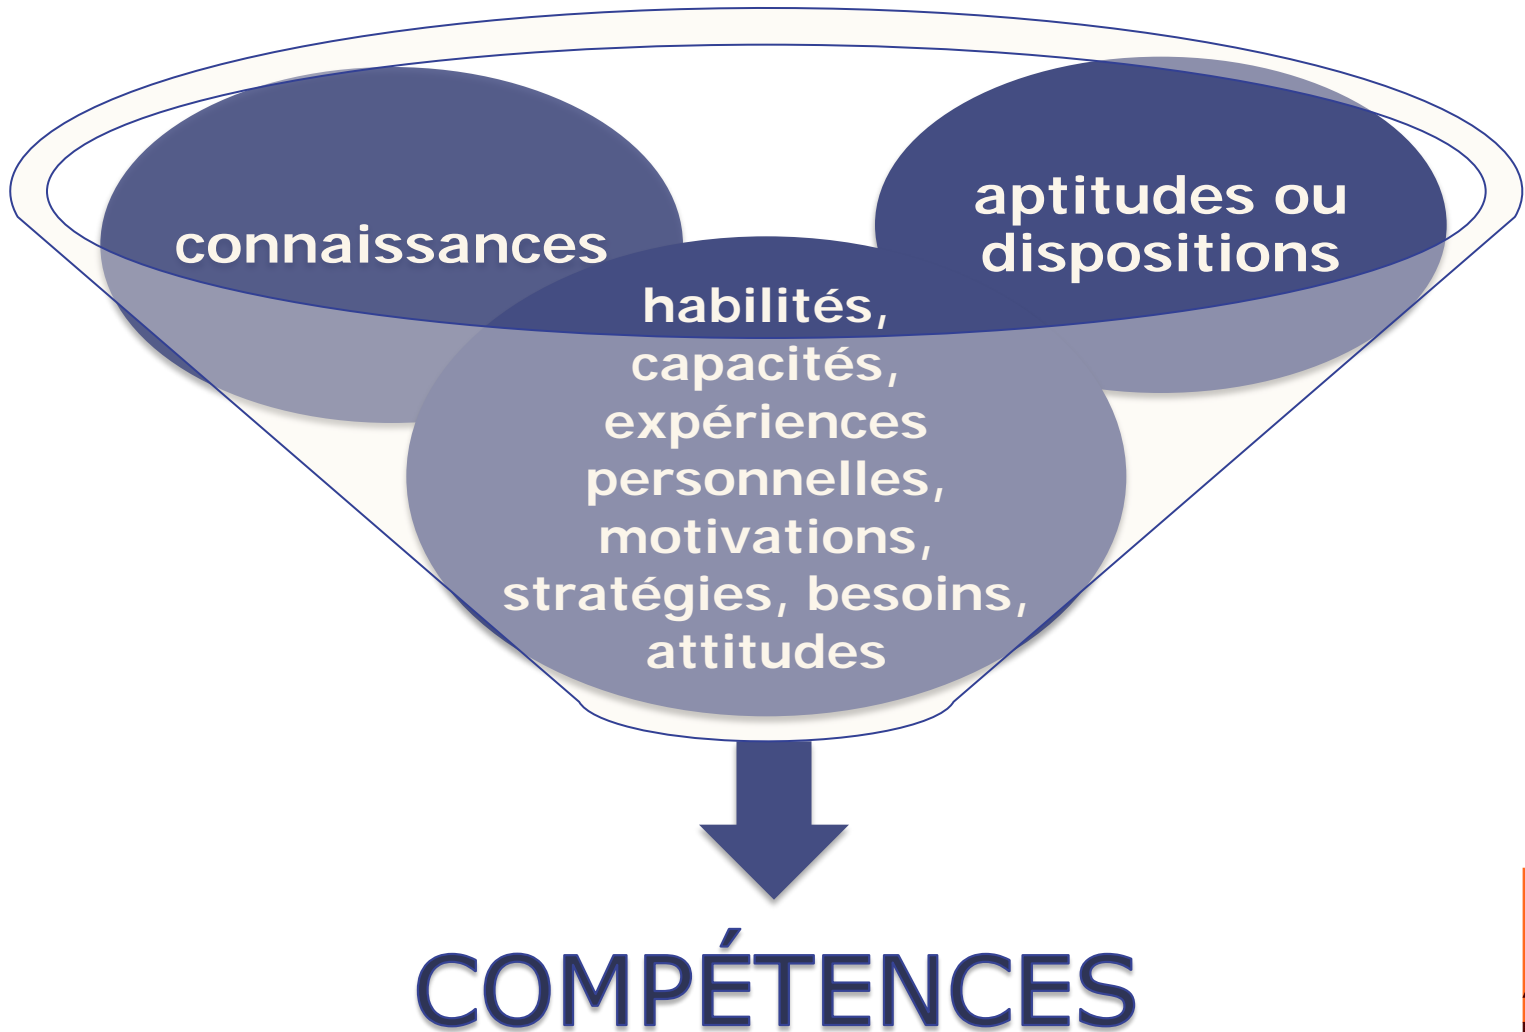 connaissances
aptitudes ou
dispositions
habilités,
capacités,
expériences
personnelles,
motivations,
stratégies, besoins,
attitudes
COMPÉTENCES